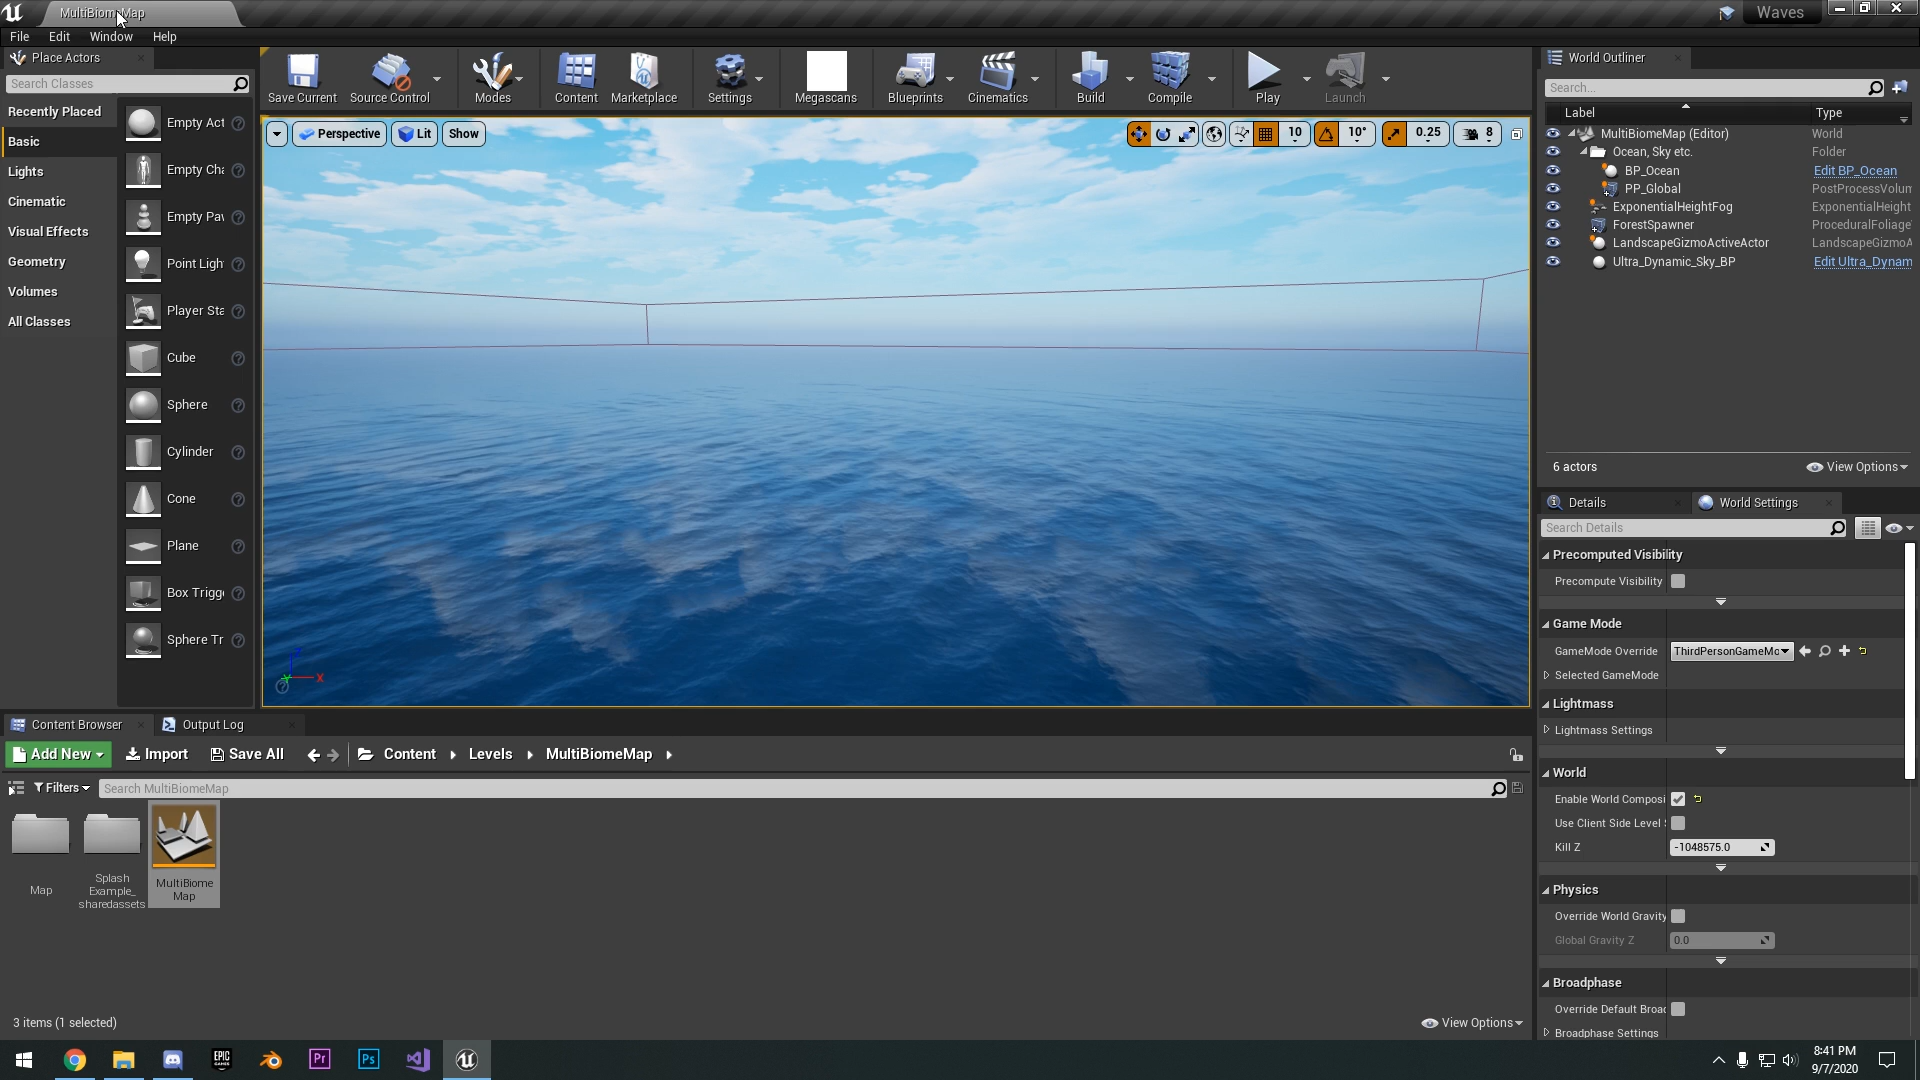 MultiBiomeMap
Waves
File Edit Window Help
Place Actors
Search Classes
Recently Placed
Basic
Lights
Cinematic
Visual Effects
Geometry
Volumes
All Classes
Empty Act
Empty Cha
Empty Pav
Point Ligh
Player Sta
Cube
Sphere
Cylinder
Cone
Plane
Box Trigge
Sphere Tr
Save Current
Source Control
Modes
Content
Marketplace
Settings
Megascans
Blueprints
Cinematics
Build
Compile
Play
Launch
Perspective Lit Show
10 10° 0.25 8
X
World Outliner
Search...
Label Type
MultiBiomeMap (Editor) World
Ocean, Sky etc. Folder
BP_Ocean Edit BP_Ocean
PP_Global PostProcessVolum
ExponentialHeightFog ExponentialHeight
ForestSpawner ProceduralFoliage
LandscapeGizmoActiveActor LandscapeGizmoA
Ultra_Dynamic_Sky_BP Edit Ultra_Dynam
6 actors View Options
Details World Settings
Search Details
Precomputed Visibility
Precompute Visibility
Game Mode
GameMode Override ThirdPersonGameMo
Selected GameMode
Lightmass
Lightmass Settings
World
Enable World Composi
Use Client Side Level S
Kill Z -1048575.0
Physics
Override World Gravity
Global Gravity Z 0.0
Broadphase
Override Default Broad
Broadphase Settings
Content Browser Output Log
Add New Import Save All Content Levels MultiBiomeMap
Filters Search MultiBiomeMap
Map
Splash
Example_
sharedassets
MultiBiome
Map
3 items (1 selected) View Options
EPIC
GAMES
Pr
Ps
8:41 PM
9/7/2020